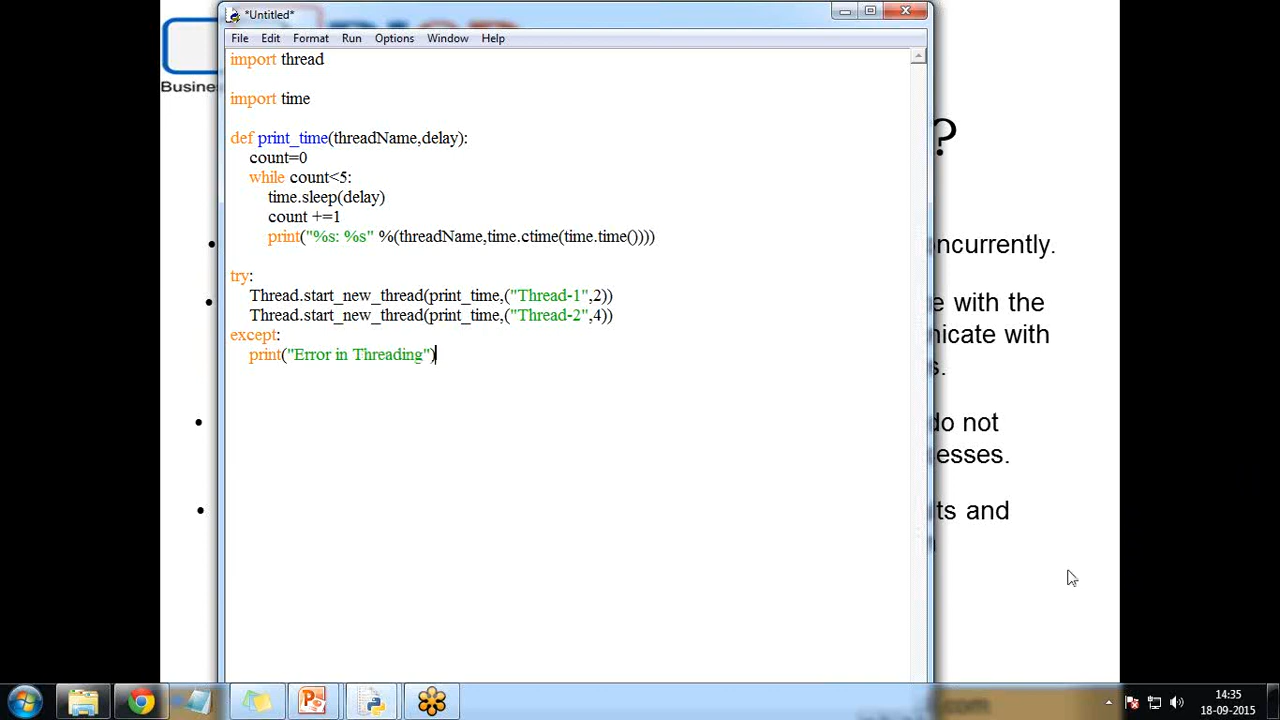 *Untitled*
File Edit Format Run Options Window Help
import thread
import time
def print_time(threadName,delay):
count=0
while count<5:
time.sleep(delay)
count +=1
print("%s: %s" %(threadName,time.ctime(time.time())))
try:
Thread.start_new_thread(print_time,("Thread-1",2))
Thread.start_new_thread(print_time,("Thread-2",4))
except:
print("Error in Threading")
Busine
?
ncurrently.
e with the
nicate with
s.
do not
esses.
ts and
14:35
18-09-2015